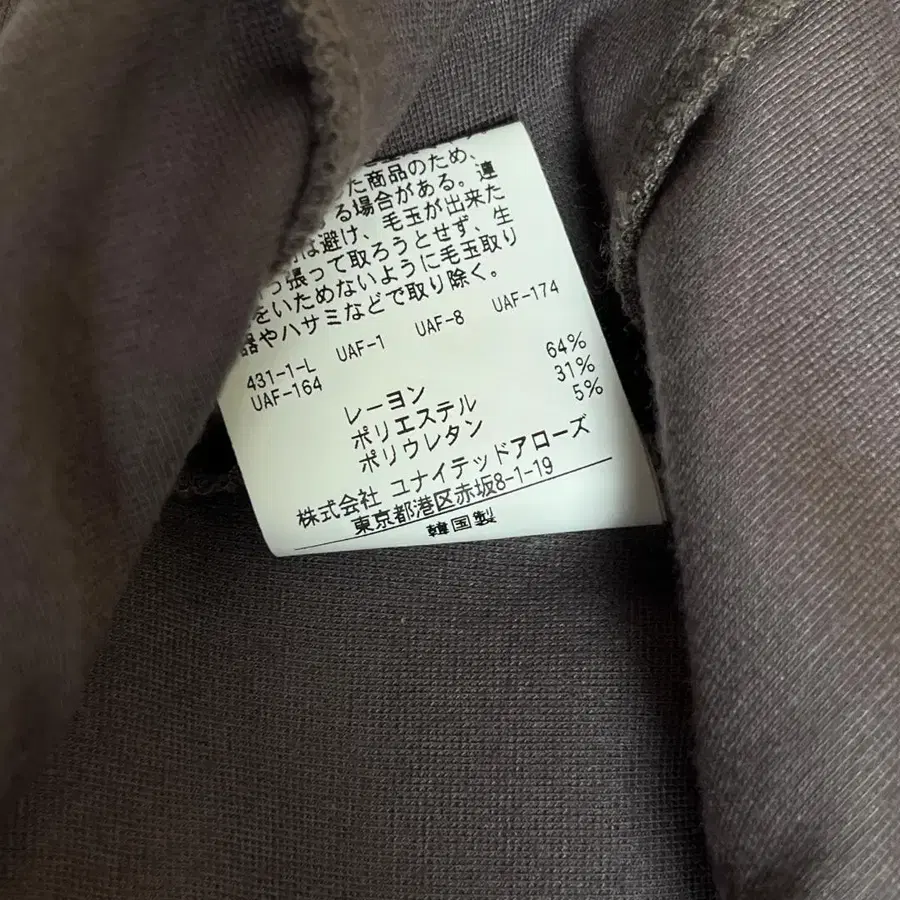 た商品のため、
る場合がある。連
は避け、毛玉が出来た
っ張って取ろうとせず、生
をいためないように毛玉取り
器やハサミなどで取り除く。
431-1-L UAF-1 UAF-8 UAF-174
UAF-164
レーヨン 64%
ポリエステル 31%
ポリウレタン 5%
株式会社 ユナイテッドアローズ
東京都港区赤坂8-1-19
韓国製